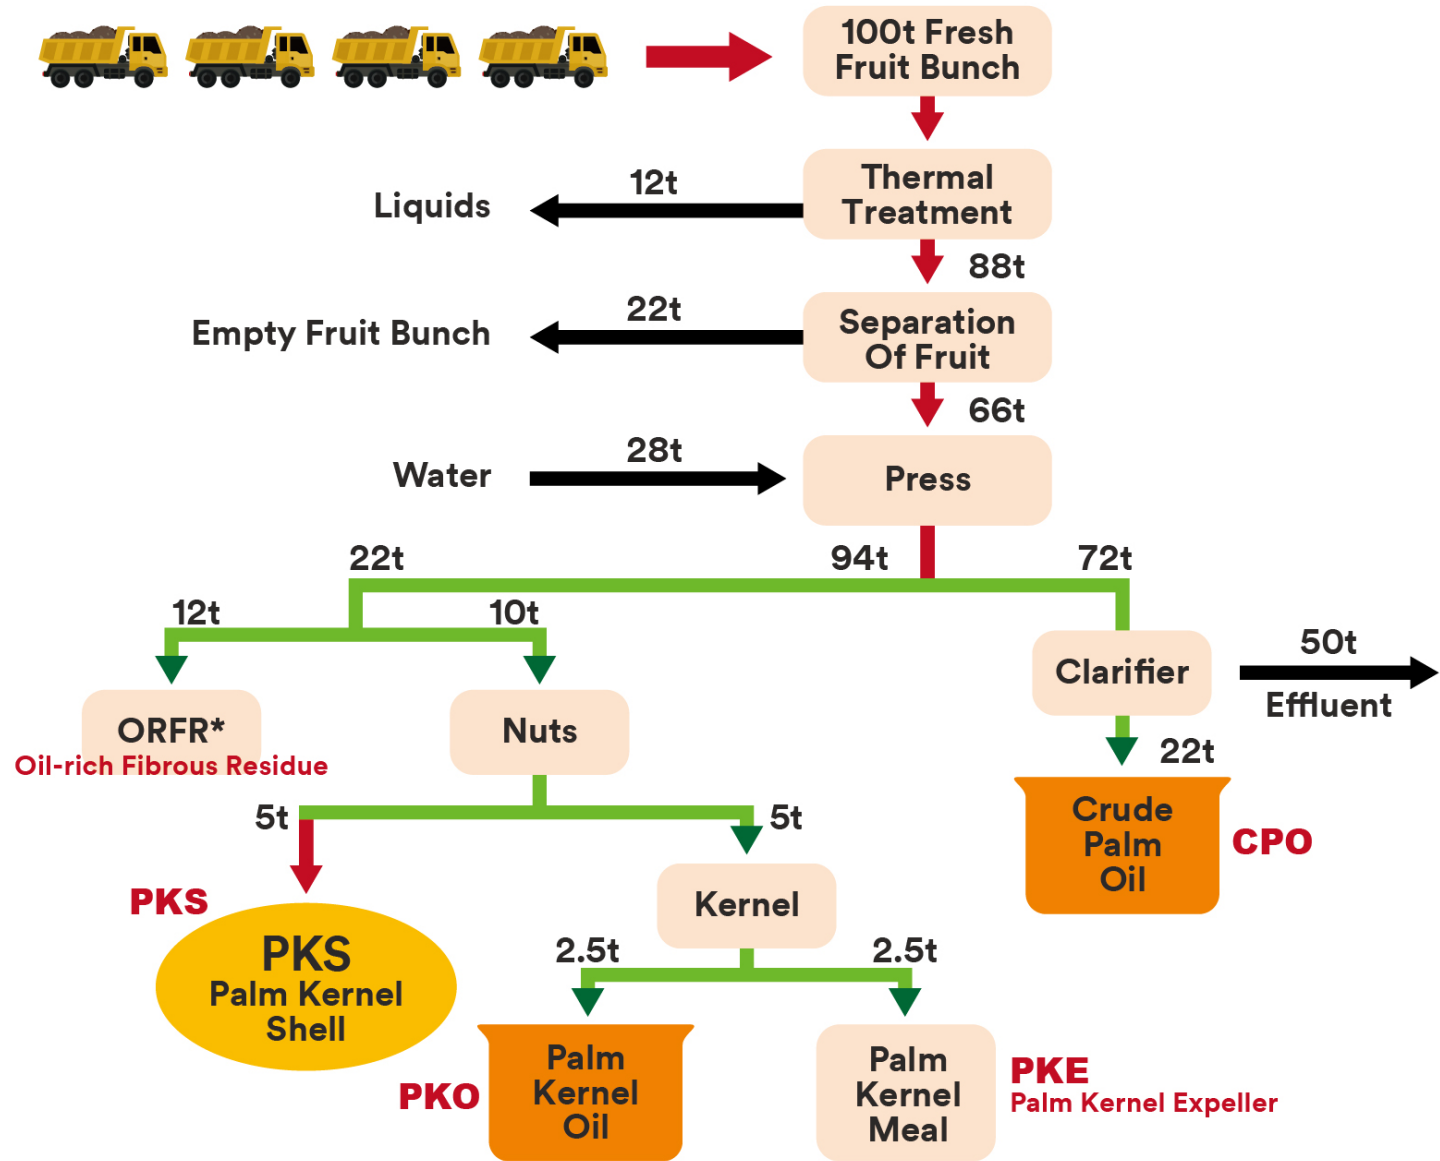 100t Fresh
Fruit Bunch
Thermal
Treatment
12t
Liquids
88t
Separation
Of Fruit
22t
Empty Fruit Bunch
66t
28t
Water
Press
22t
94t
72t
12t
10t
Clarifier
50t
Effluent
ORFR*
Oil-rich Fibrous Residue
Nuts
22t
Crude
Palm
Oil
CPO
5t
5t
PKS
PKS
Palm Kernel
Shell
Kernel
2.5t
2.5t
PKO
Palm
Kernel
Oil
Palm
Kernel
Meal
PKE
Palm Kernel Expeller